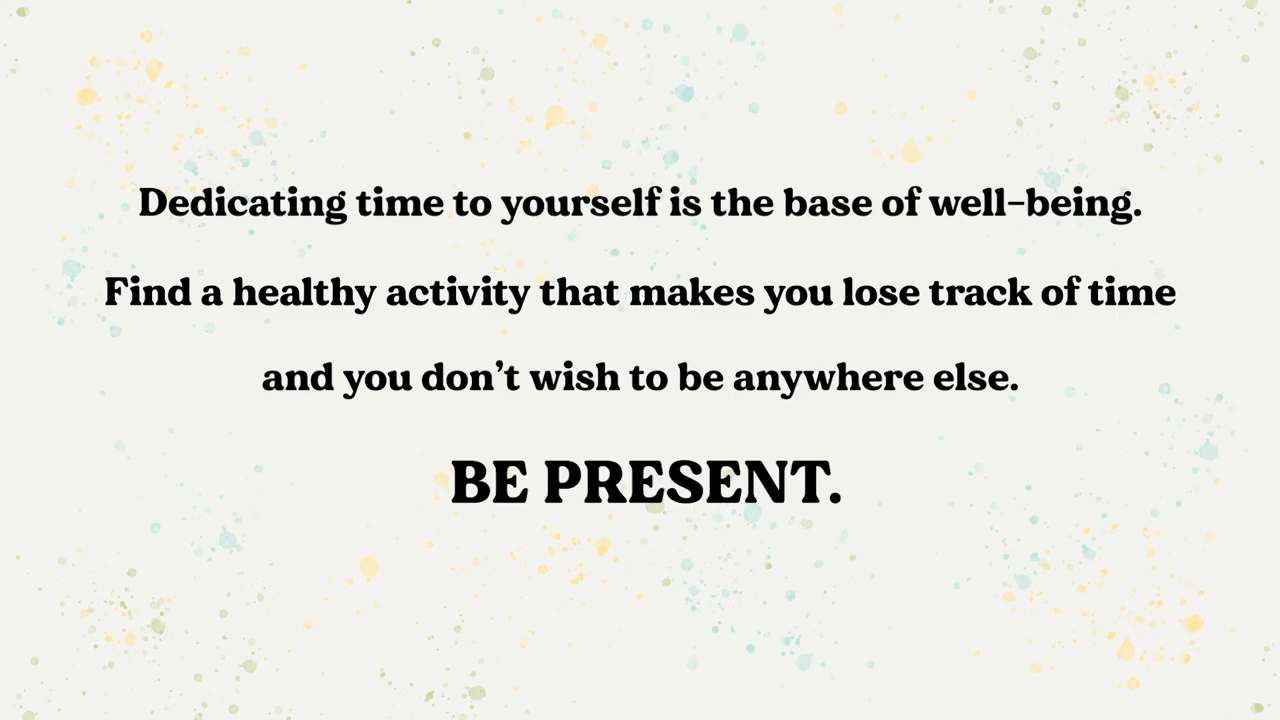 Dedicating time to yourself is the base of well-being.
Find a healthy activity that makes you lose track of time
and you don’t wish to be anywhere else.
BE PRESENT.